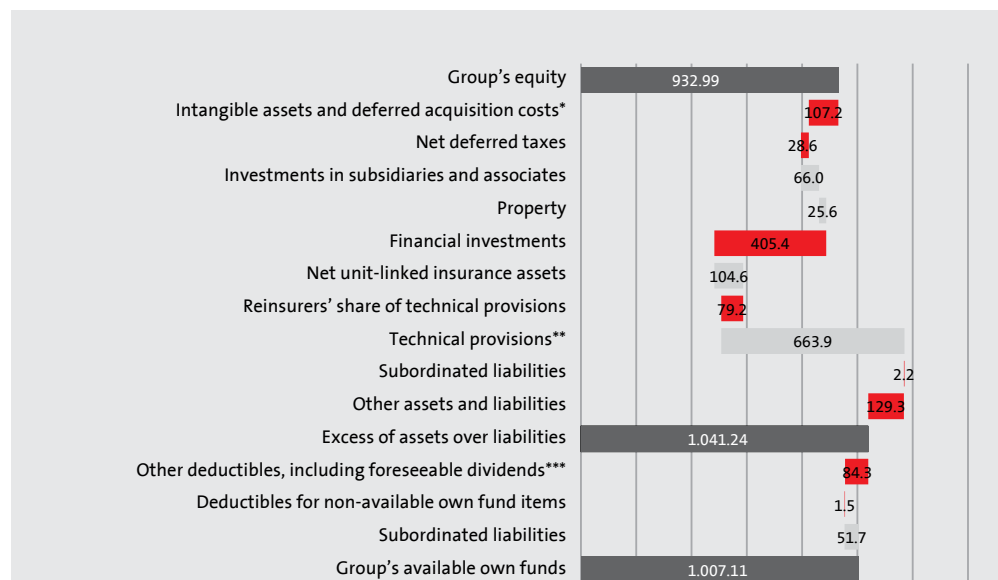 Group's equity 932.99
Intangible assets and deferred acquisition costs* 107.2
Net deferred taxes 28.6
Investments in subsidiaries and associates 66.0
Property 25.6
Financial investments 405.4
Net unit-linked insurance assets 104.6
Reinsurers' share of technical provisions 79.2
Technical provisions** 663.9
Subordinated liabilities 2.2
Other assets and liabilities 129.3
Excess of assets over liabilities 1.041.24
Other deductibles, including foreseeable dividends*** 84.3
Deductibles for non-available own fund items 1.5
Subordinated liabilities 51.7
Group's available own funds 1.007.11